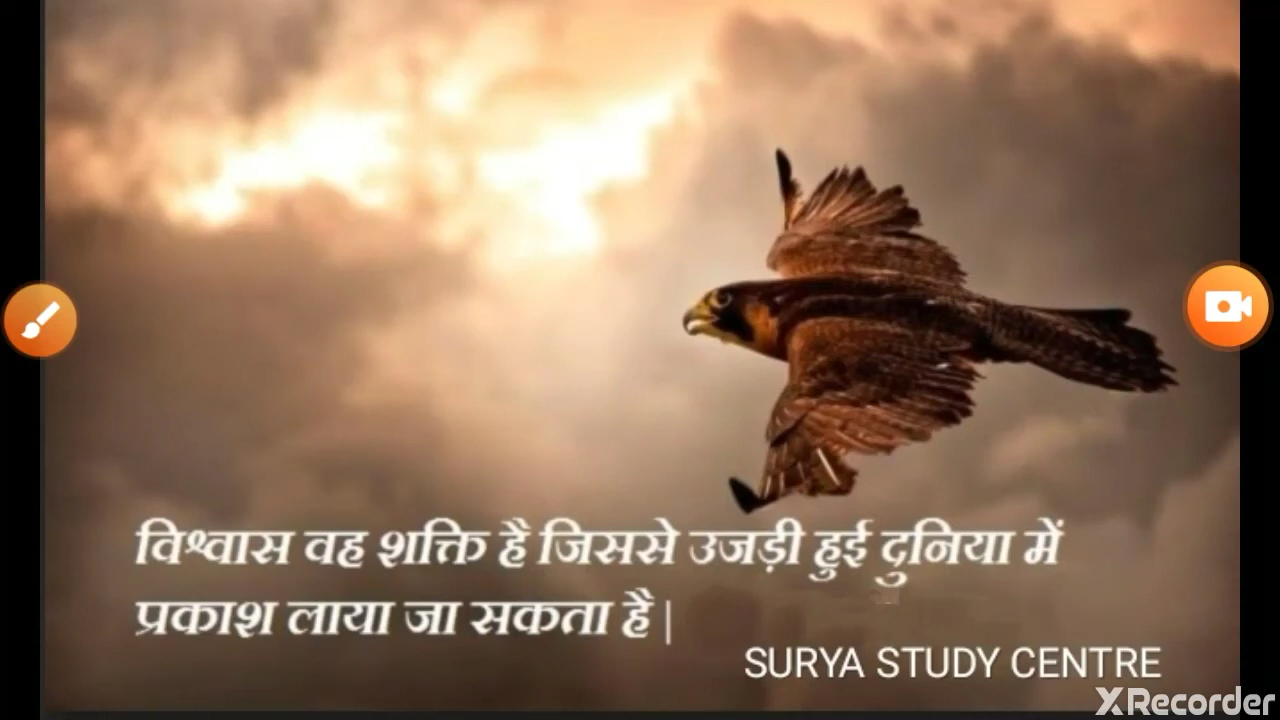 विश्वास वह शक्ति है जिससे उजड़ी हुई दुनिया में
प्रकाश लाया जा सकता है |
SURYA STUDY CENTRE
XRecorder